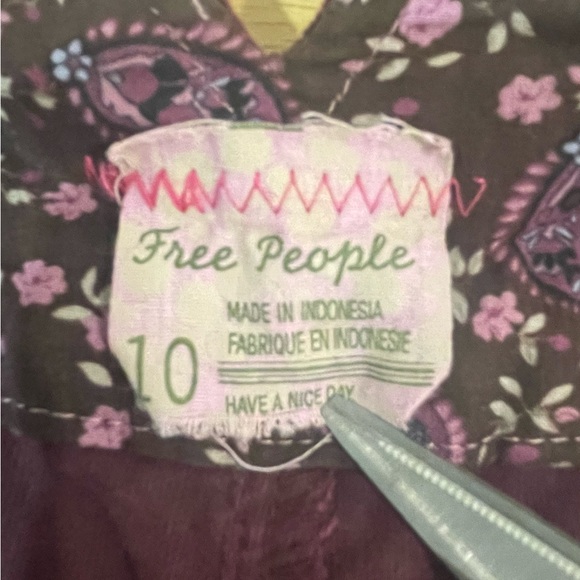 Free People
MADE IN INDONESIA
FABRIQUE EN INDONESIE
10
HAVE A NICE DAY